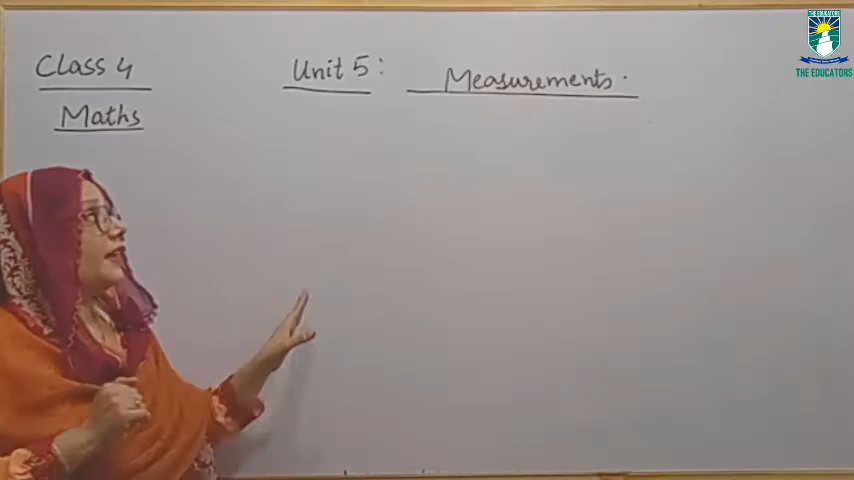 Class 4 Unit 5: Measurements.
Maths
THE EDUCATORS
THE EDUCATORS